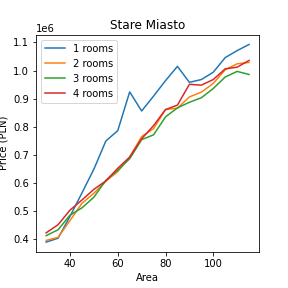 Stare Miasto
1e6
1 rooms
2 rooms
3 rooms
4 rooms
1.1
1.0
0.9
0.8
0.7
0.6
0.5
0.4
Price (PLN)
40 60 80 100
Area